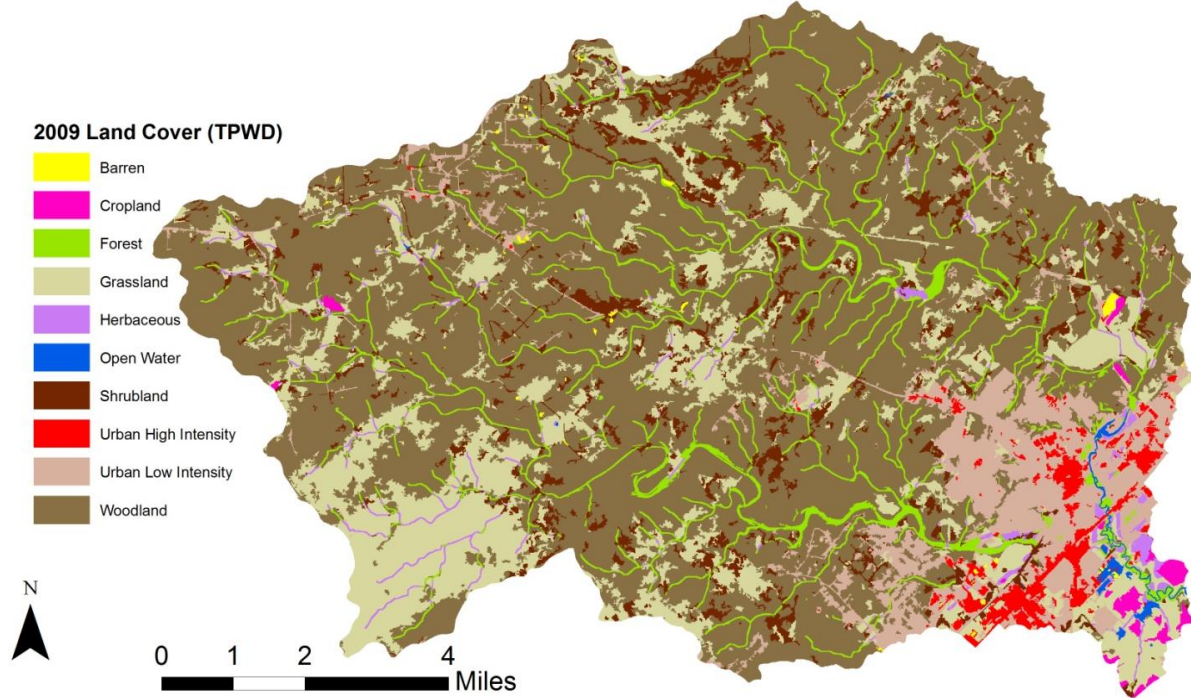 2009 Land Cover (TPWD)
Barren
Cropland
Forest
Grassland
Herbaceous
Open Water
Shrubland
Urban High Intensity
Urban Low Intensity
Woodland
N
0 1 2 4
Miles